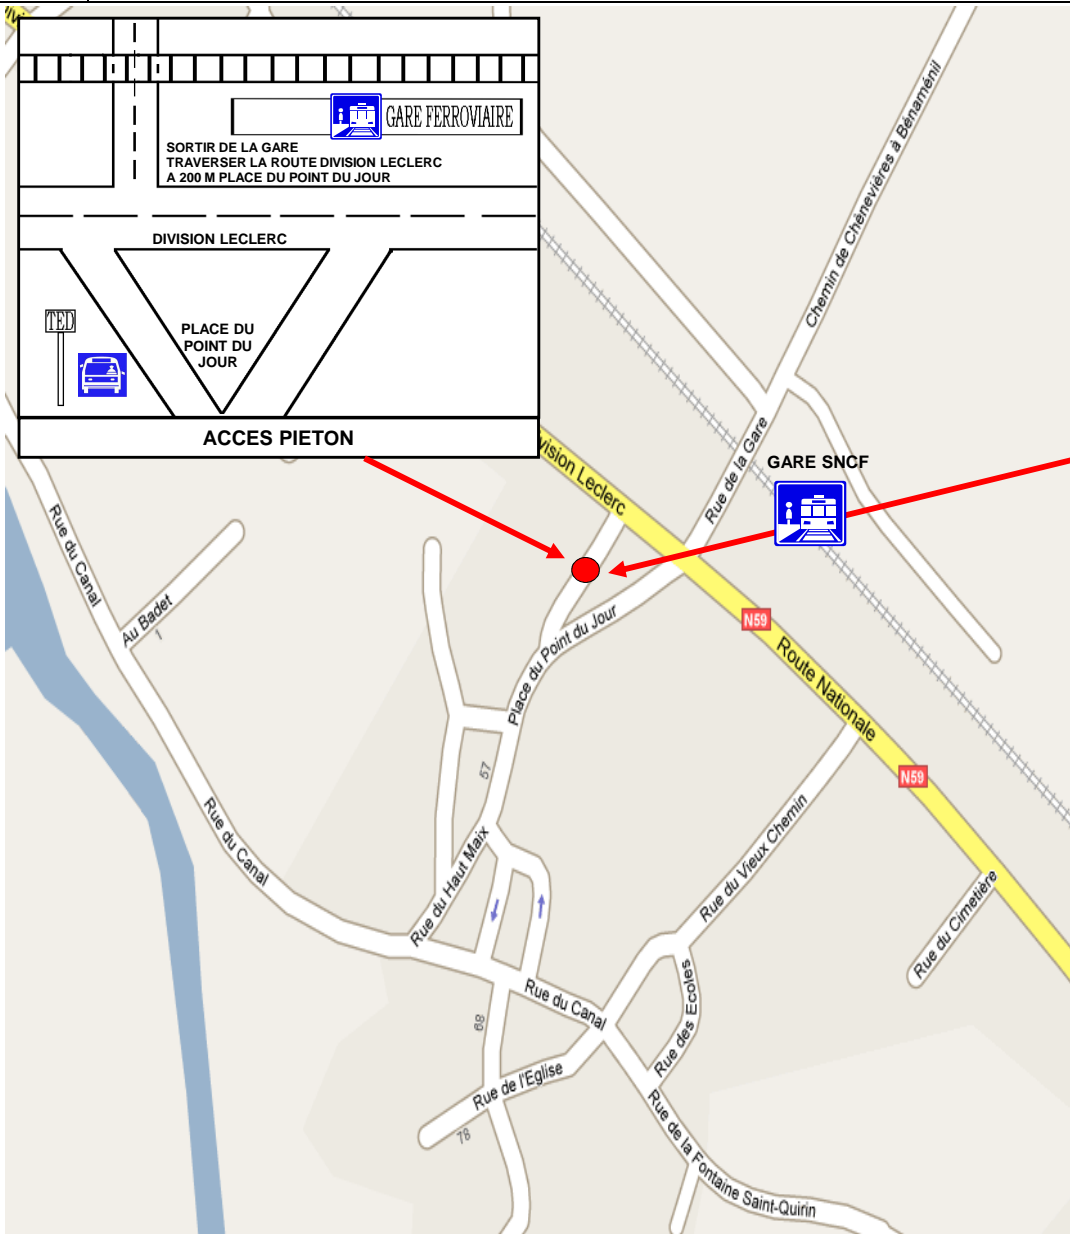 GARE FERROVIAIRE
SORTIR DE LA GARE
TRAVERSER LA ROUTE DIVISION LECLERC
A 200 M PLACE DU POINT DU JOUR
DIVISION LECLERC
TED
PLACE DU
POINT DU
JOUR
ACCES PIETON
Chemin de Chènevières à Bénaménil
Division Leclerc
Rue de la Gare
GARE SNCF
Rue du Canal
Au Badet
1
Place du Point du Jour
N59
Route Nationale
N59
57
Rue du Canal
Rue du Haut Maix
Rue du Vieux Chemin
Rue du Cimetière
Rue du Canal
68
Rue des Ecoles
Rue de l'Eglise
78
Rue de la Fontaine Saint-Quirin